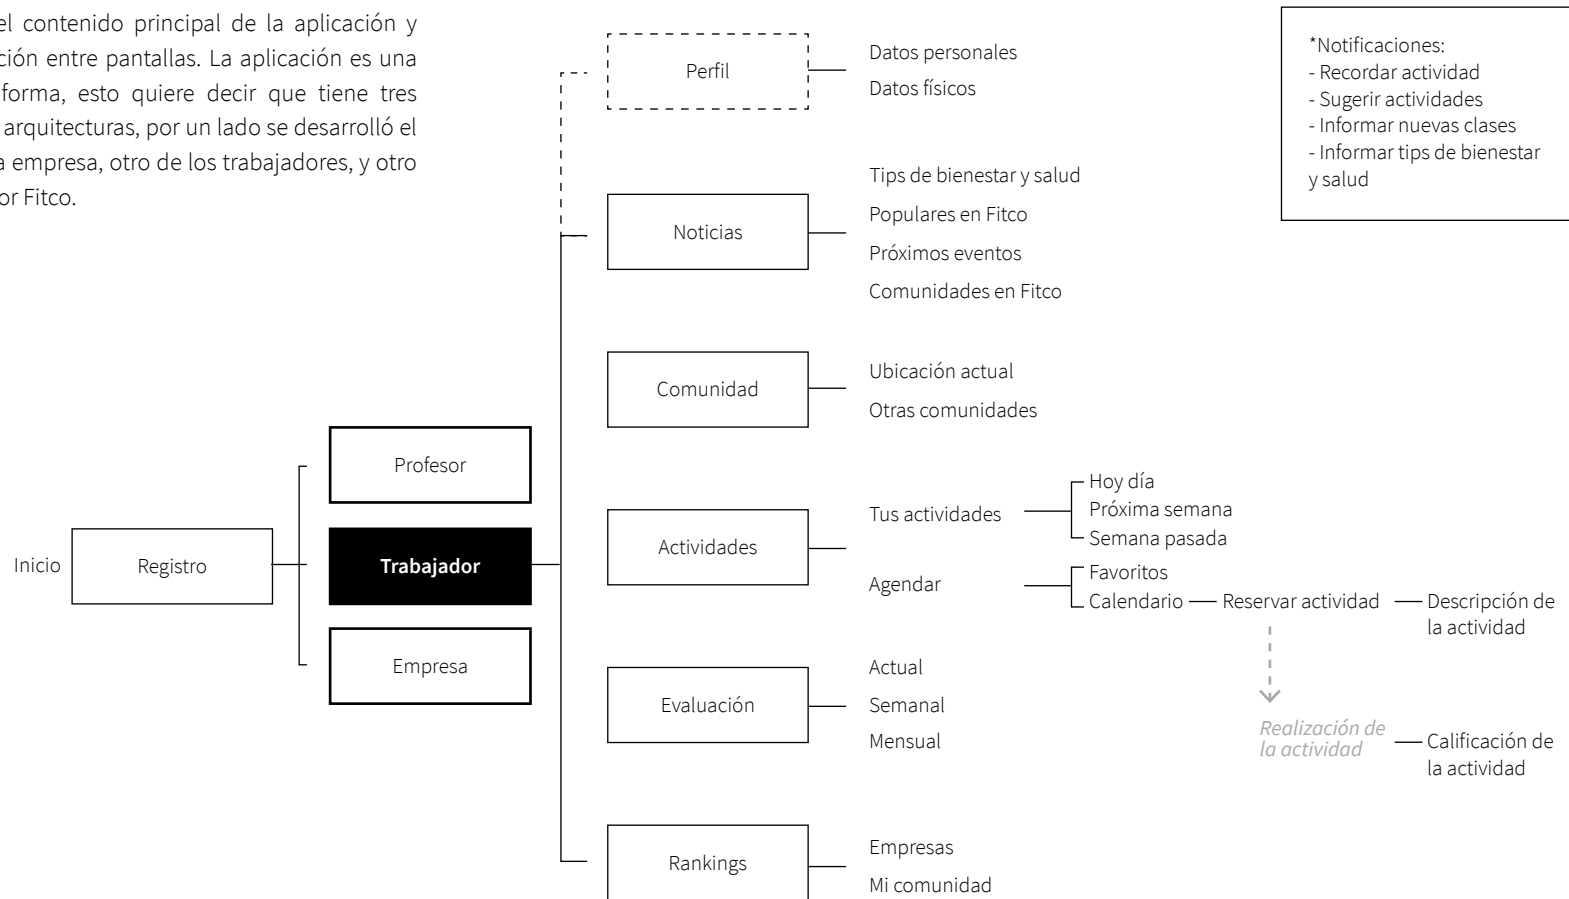 el contenido principal de la aplicación y
ción entre pantallas. La aplicación es una
forma, esto quiere decir que tiene tres
arquitecturas, por un lado se desarrolló el
a empresa, otro de los trabajadores, y otro
or Fitco.
*Notificaciones:
- Recordar actividad
- Sugerir actividades
- Informar nuevas clases
- Informar tips de bienestar
y salud
Inicio
Registro
Profesor
Trabajador
Empresa
Perfil
Datos personales
Datos físicos
Noticias
Tips de bienestar y salud
Populares en Fitco
Próximos eventos
Comunidades en Fitco
Comunidad
Ubicación actual
Otras comunidades
Actividades
Tus actividades
Hoy día
Próxima semana
Semana pasada
Agendar
Favoritos
Calendario
Reservar actividad
Descripción de
la actividad
Realización de
la actividad
Calificación de
la actividad
Evaluación
Actual
Semanal
Mensual
Rankings
Empresas
Mi comunidad